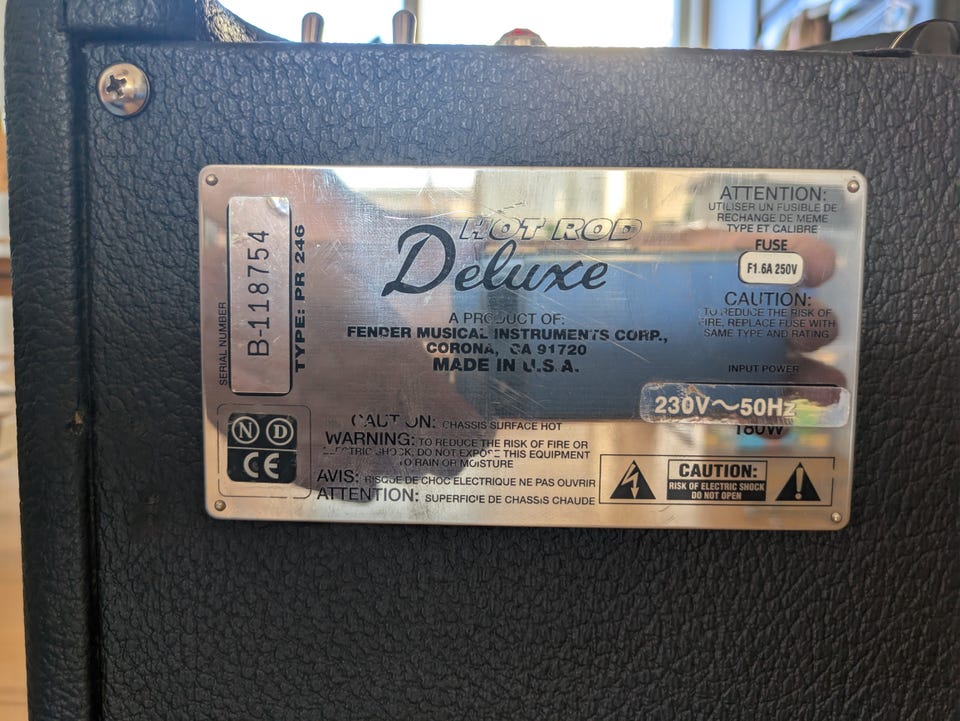 SERIAL NUMBER
B-118754
TYPE: PR 246
HOT ROD
Deluxe
A PRODUCT OF:
FENDER MUSICAL INSTRUMENTS CORP.,
CORONA, CA 91720
MADE IN U.S.A.
ATTENTION:
UTILISER UN FUSIBLE DE
RECHANGE DE MEME
TYPE ET CALIBRE
FUSE
F1.6A 250V
CAUTION:
TO REDUCE THE RISK OF
FIRE, REPLACE FUSE WITH
SAME TYPE AND RATING
INPUT POWER
230V~50Hz
180W
N D
CE
CAUTION: CHASSIS SURFACE HOT
WARNING: TO REDUCE THE RISK OF FIRE OR
ELECTRIC SHOCK, DO NOT EXPOSE THIS EQUIPMENT
TO RAIN OR MOISTURE
AVIS: RISQUE DE CHOC ELECTRIQUE NE PAS OUVRIR
ATTENTION: SUPERFICIE DE CHASSIS CHAUDE
CAUTION:
RISK OF ELECTRIC SHOCK
DO NOT OPEN